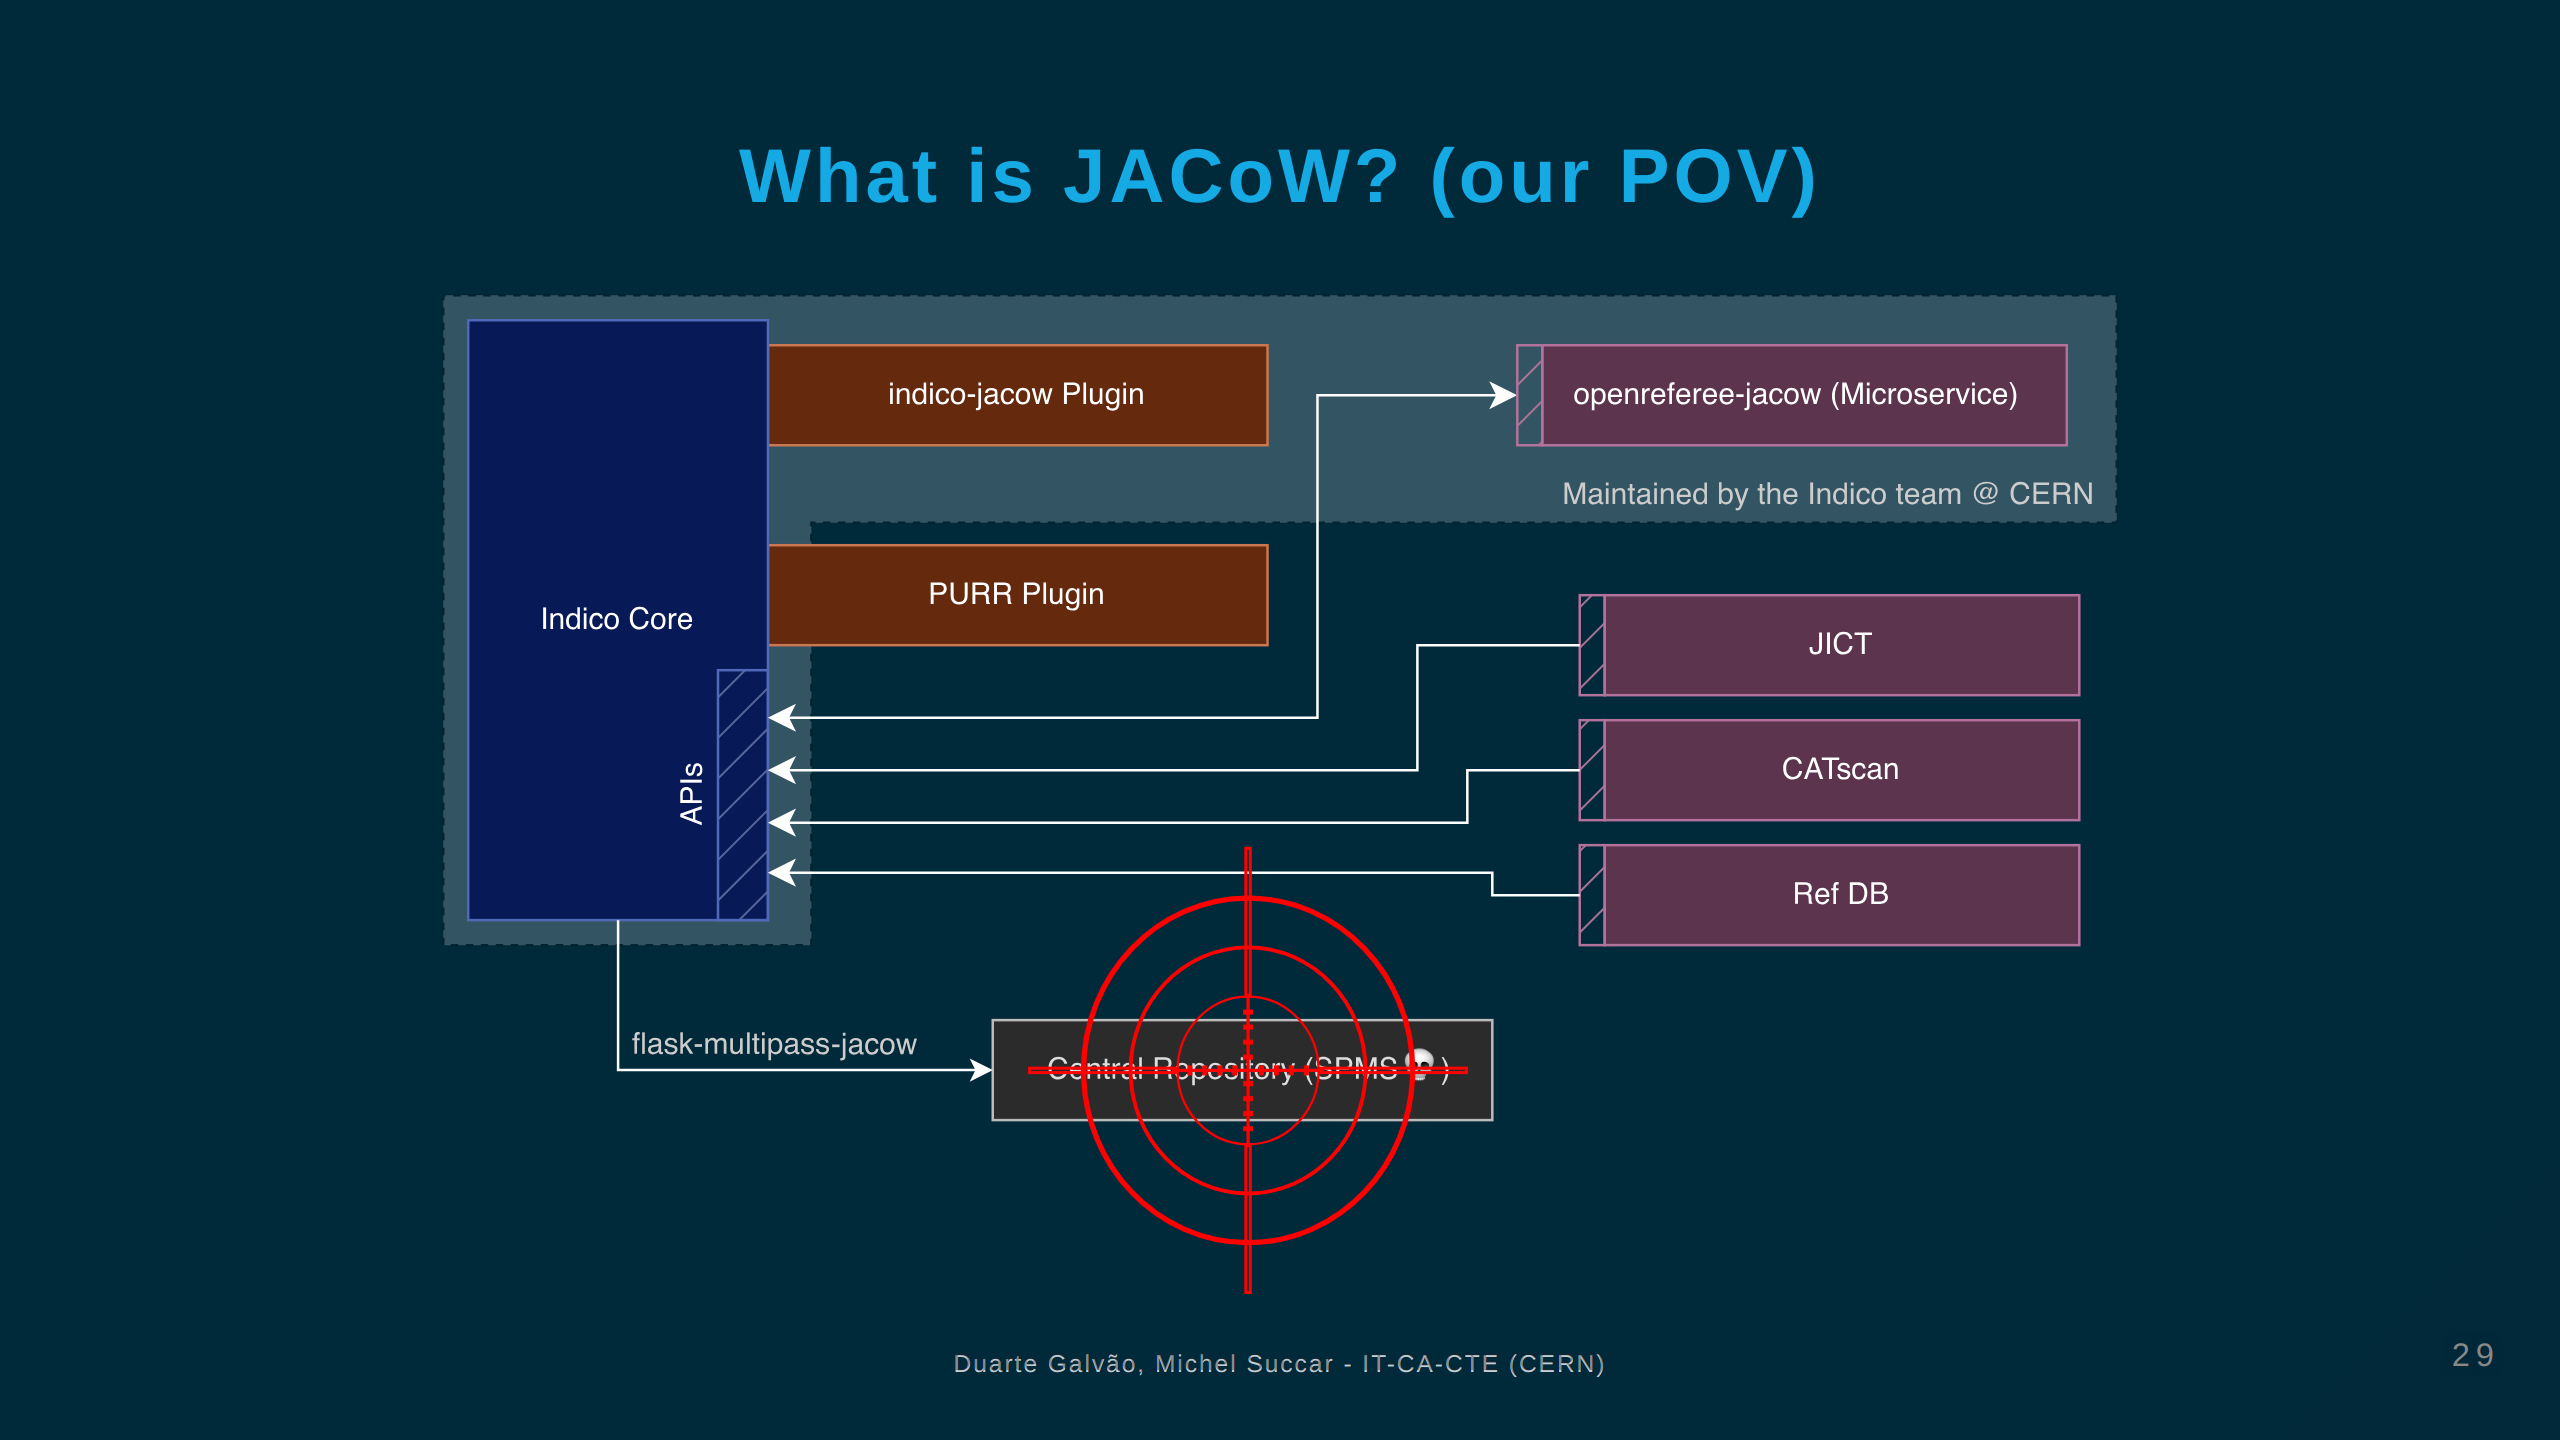 What is JACoW? (our POV)
indico-jacow Plugin
openreferee-jacow (Microservice)
Maintained by the Indico team @ CERN
PURR Plugin
Indico Core
JICT
APIs
CATscan
Ref DB
flask-multipass-jacow
Central Repository (SPMS💀)
Duarte Galvão, Michel Succar - IT-CA-CTE (CERN)
29